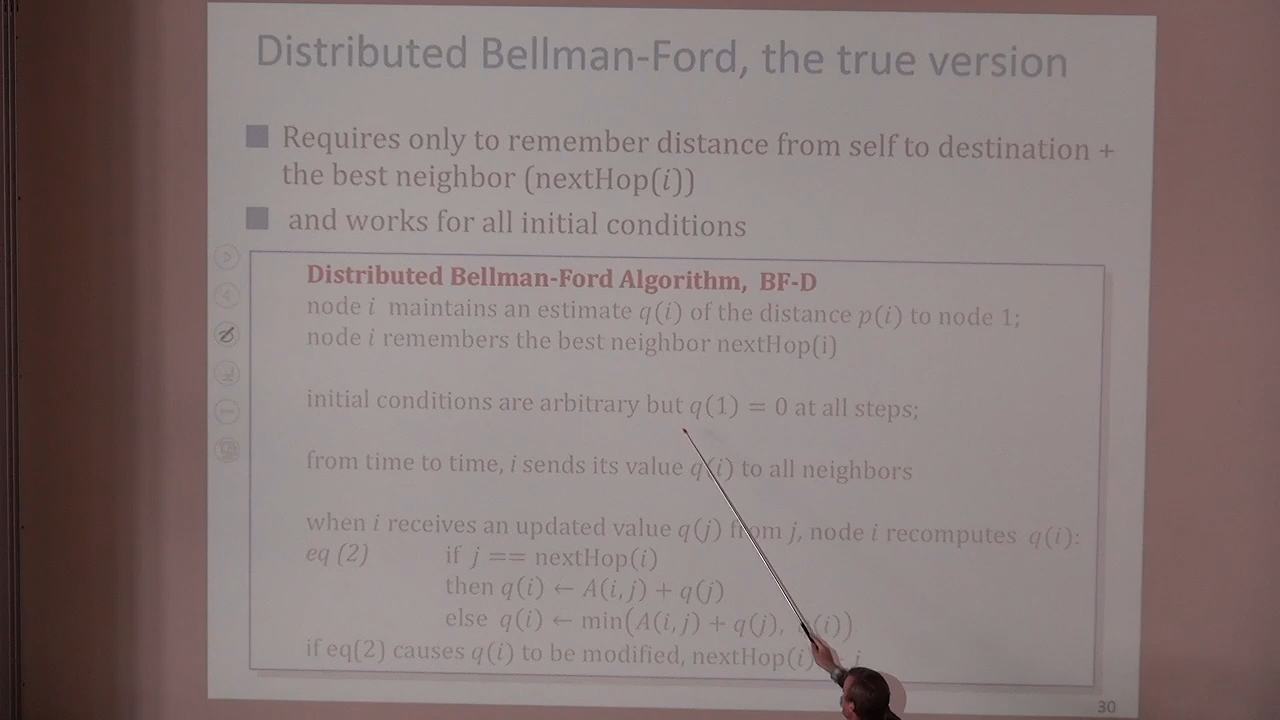 Distributed Bellman-Ford, the true version
Requires only to remember distance from self to destination +
the best neighbor (nextHop(i))
and works for all initial conditions
Distributed Bellman-Ford Algorithm, BF-D
node i maintains an estimate q(i) of the distance p(i) to node 1;
node i remembers the best neighbor nextHop(i)
initial conditions are arbitrary but q(1) = 0 at all steps;
from time to time, i sends its value q(i) to all neighbors
when i receives an updated value q(j) from j, node i recomputes q(i):
eq (2) if j == nextHop(i)
then q(i) ← A(i,j) + q(j)
else q(i) ← min(A(i,j) + q(j), (i))
if eq(2) causes q(i) to be modified, nextHop(i)
30